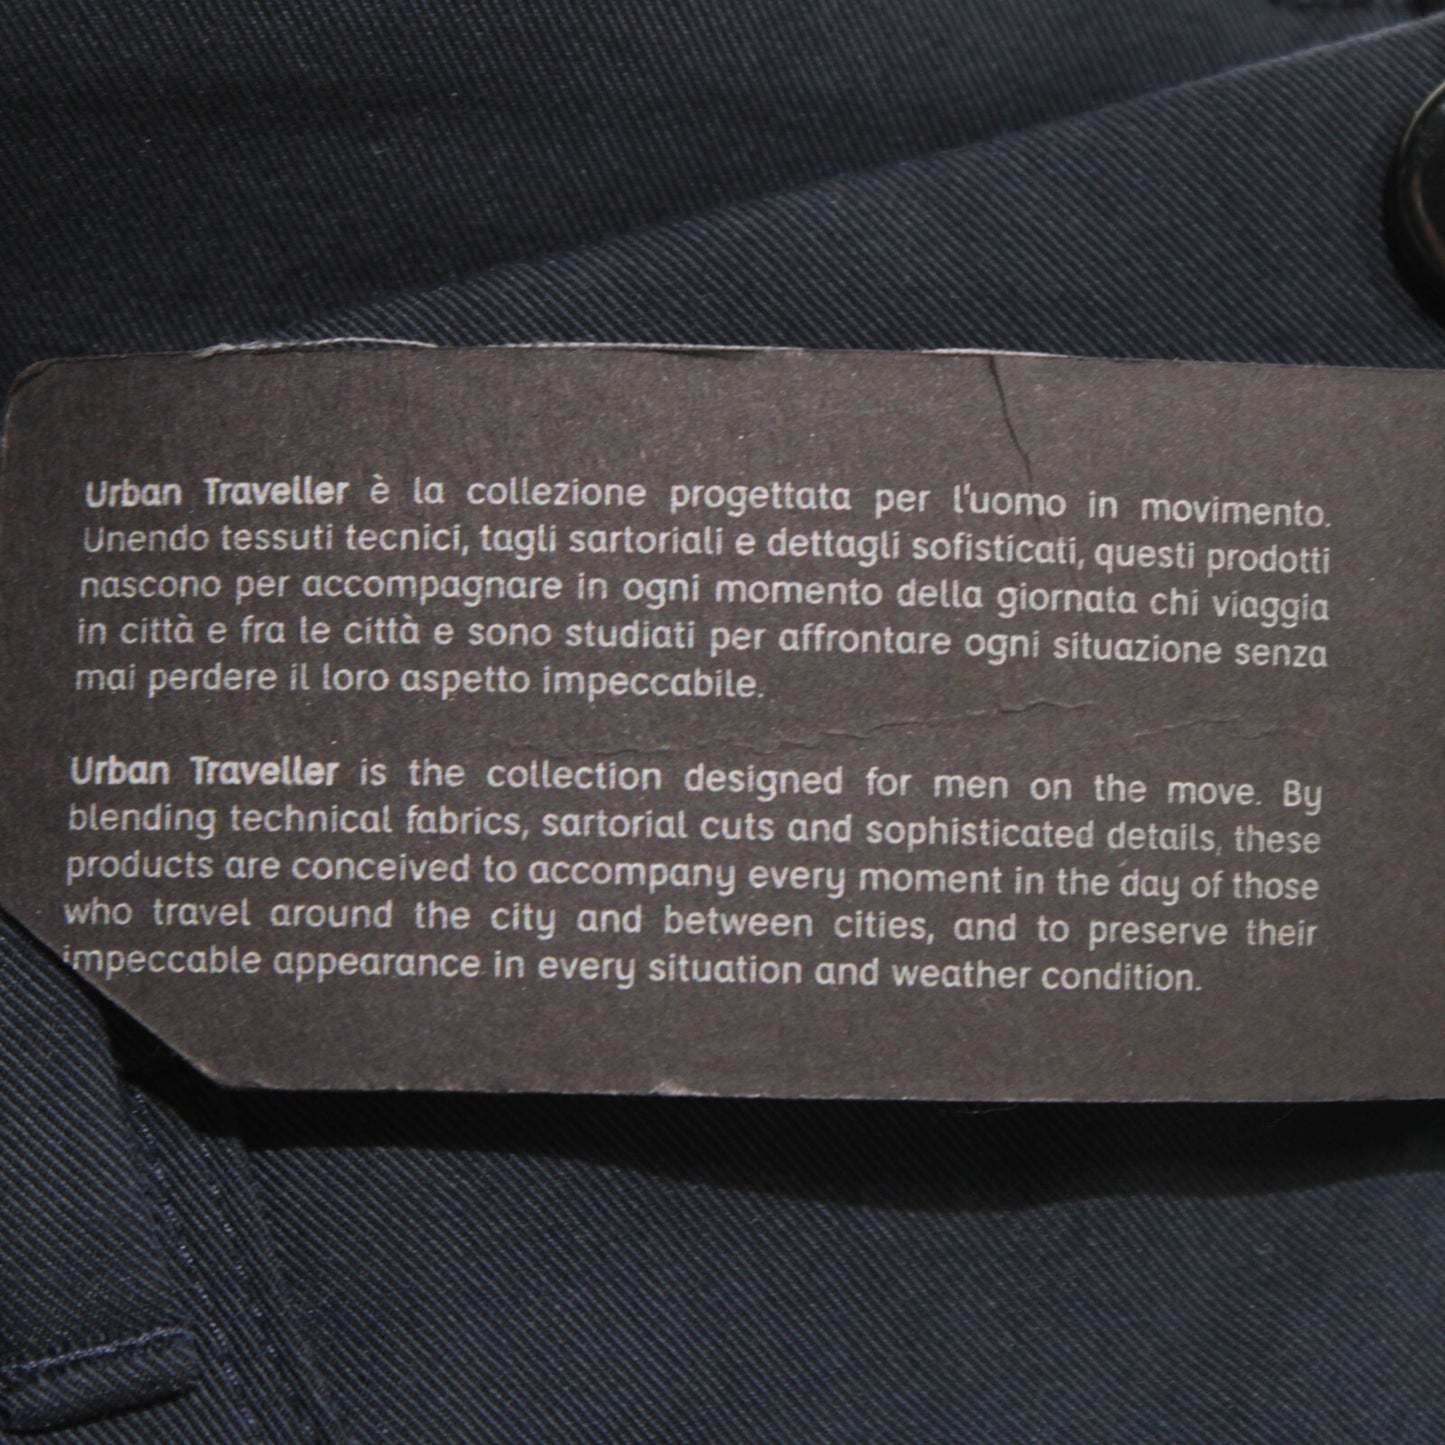 Urban Traveller è la collezione progettata per l'uomo in movimento.
Unendo tessuti tecnici, tagli sartoriali e dettagli sofisticati, questi prodotti
nascono per accompagnare in ogni momento della giornata chi viaggia
in città e fra le città e sono studiati per affrontare ogni situazione senza
mai perdere il loro aspetto impeccabile.
Urban Traveller is the collection designed for men on the move. By
blending technical fabrics, sartorial cuts and sophisticated details, these
products are conceived to accompany every moment in the day of those
who travel around the city and between cities, and to preserve their
impeccable appearance in every situation and weather condition.